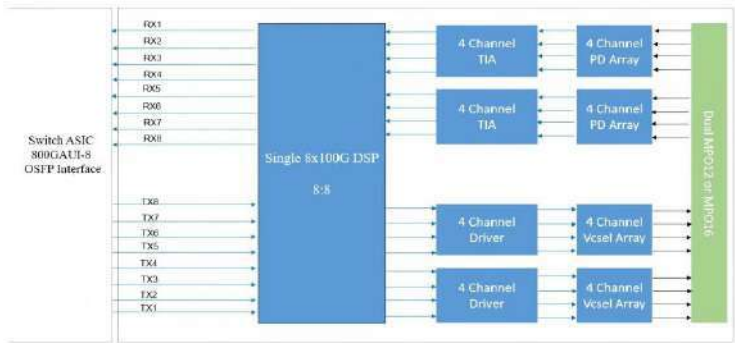 RX1
RX2
RX3
RX4
RX5
RX6
RX7
RX8
Switch ASIC
800GAUI-8
OSFP Interface
TX8
TX7
TX6
TX5
TX4
TX3
TX2
TX1
Single 8x100G DSP
8:8
4 Channel
TIA
4 Channel
PD Array
4 Channel
TIA
4 Channel
PD Array
4 Channel
Driver
4 Channel
Vcsel Array
4 Channel
Driver
4 Channel
Vcsel Array
Dual MPO12 or MPO16